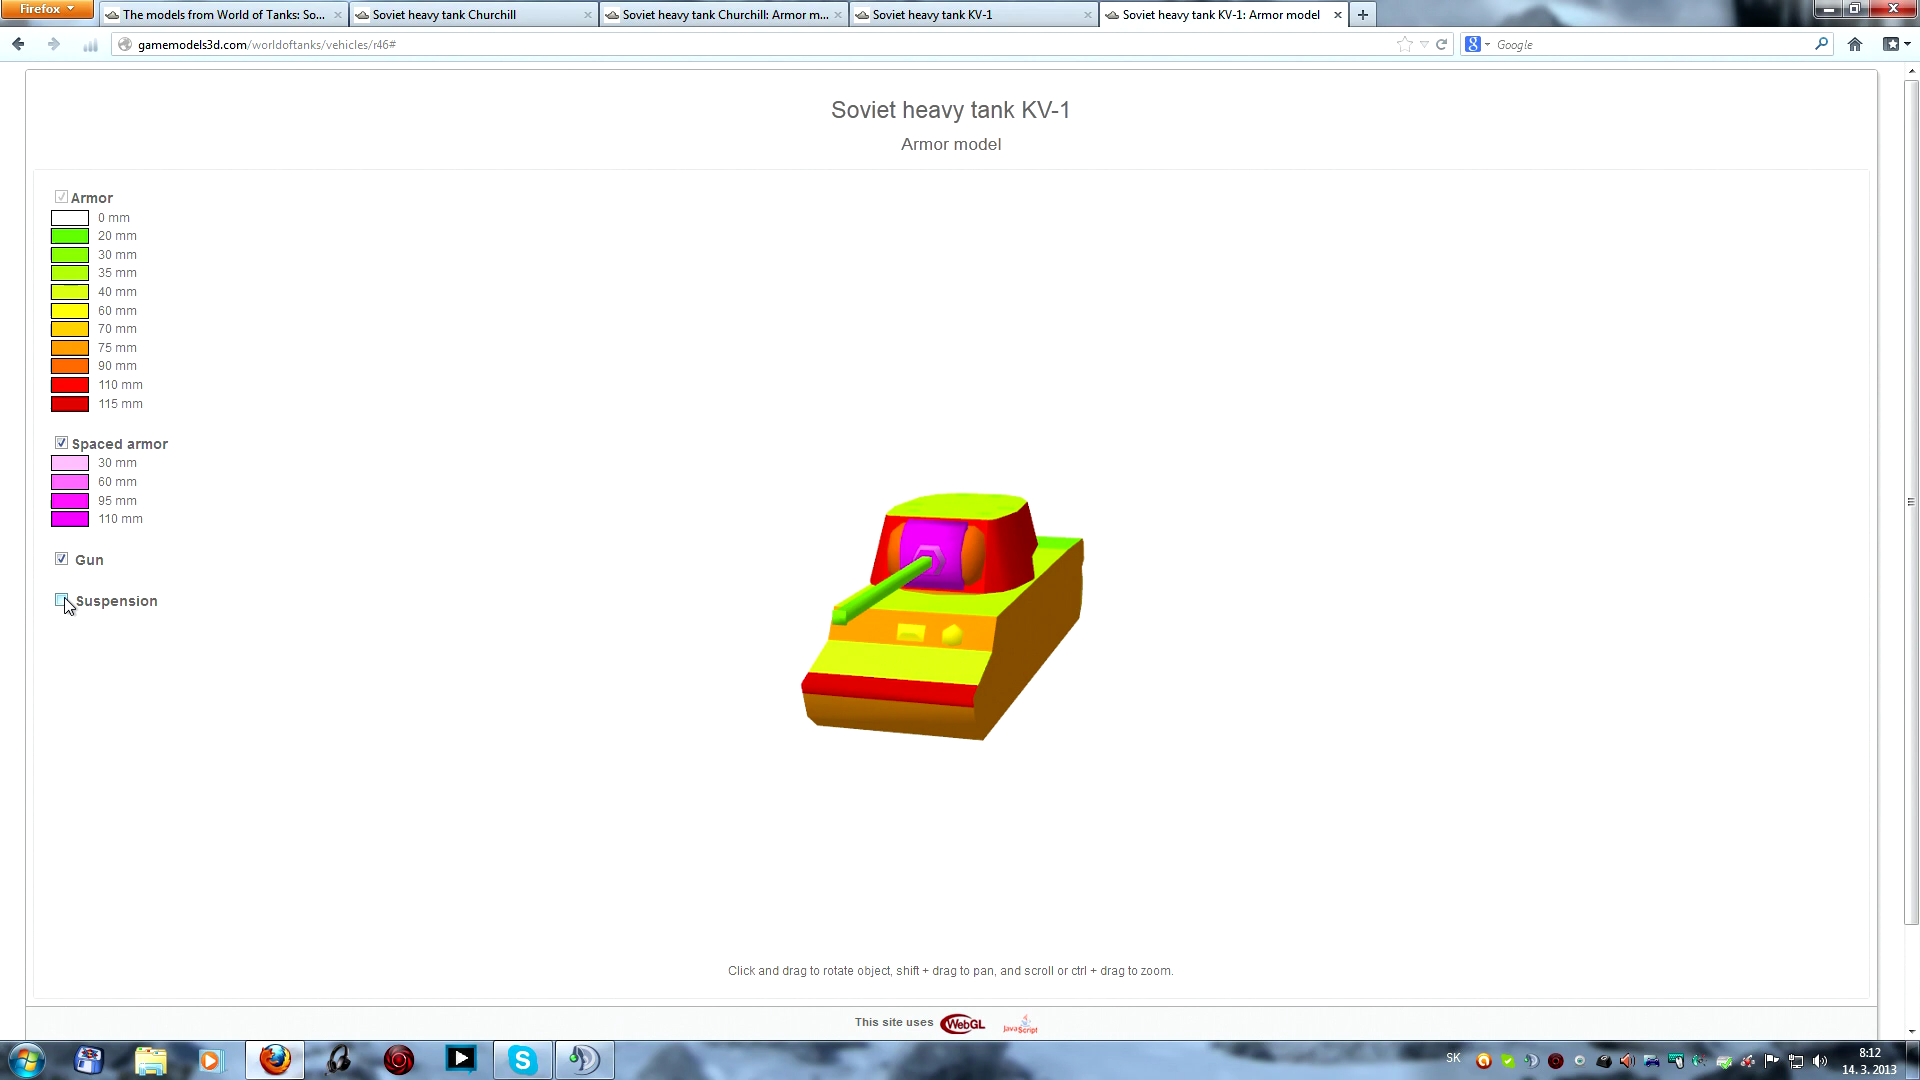 Firefox
The models from World of Tanks: So...
Soviet heavy tank Churchill
Soviet heavy tank Churchill: Armor m...
Soviet heavy tank KV-1
Soviet heavy tank KV-1: Armor model
gamemodels3d.com/worldoftanks/vehicles/r46#
Google
Soviet heavy tank KV-1
Armor model
Armor
0 mm
20 mm
30 mm
35 mm
40 mm
60 mm
70 mm
75 mm
90 mm
110 mm
115 mm
Spaced armor
30 mm
60 mm
95 mm
110 mm
Gun
Suspension
Click and drag to rotate object, shift + drag to pan, and scroll or ctrl + drag to zoom.
This site uses WebGL JavaScript
SK
8:12
14. 3. 2013